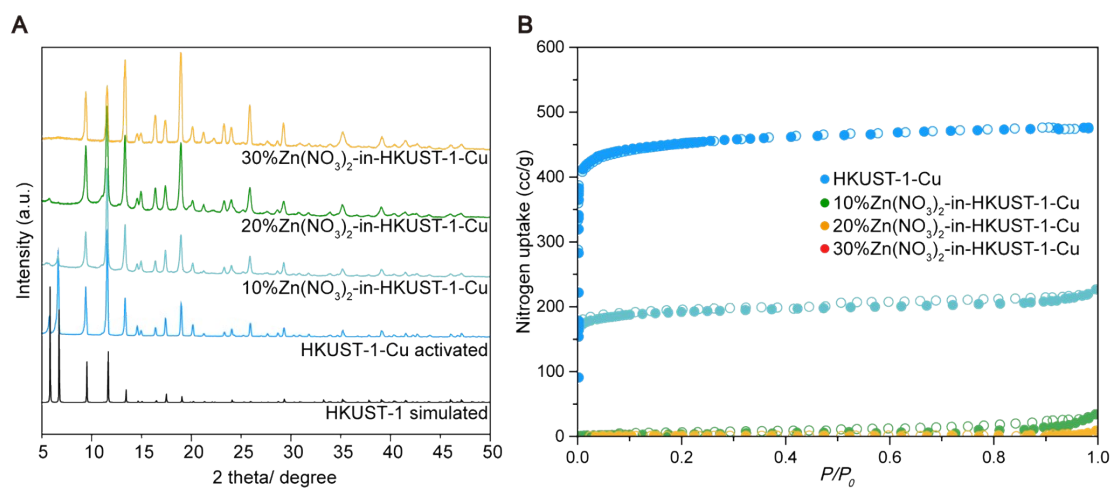 A
Intensity (a.u.)
30%Zn(NO3)2-in-HKUST-1-Cu
20%Zn(NO3)2-in-HKUST-1-Cu
10%Zn(NO3)2-in-HKUST-1-Cu
HKUST-1-Cu activated
HKUST-1 simulated
5 10 15 20 25 30 35 40 45 50
2 theta/ degree
B
Nitrogen uptake (cc/g)
600
500
400
300
200
100
0
HKUST-1-Cu
10%Zn(NO3)2-in-HKUST-1-Cu
20%Zn(NO3)2-in-HKUST-1-Cu
30%Zn(NO3)2-in-HKUST-1-Cu
0.0 0.2 0.4 0.6 0.8 1.0
P/P0